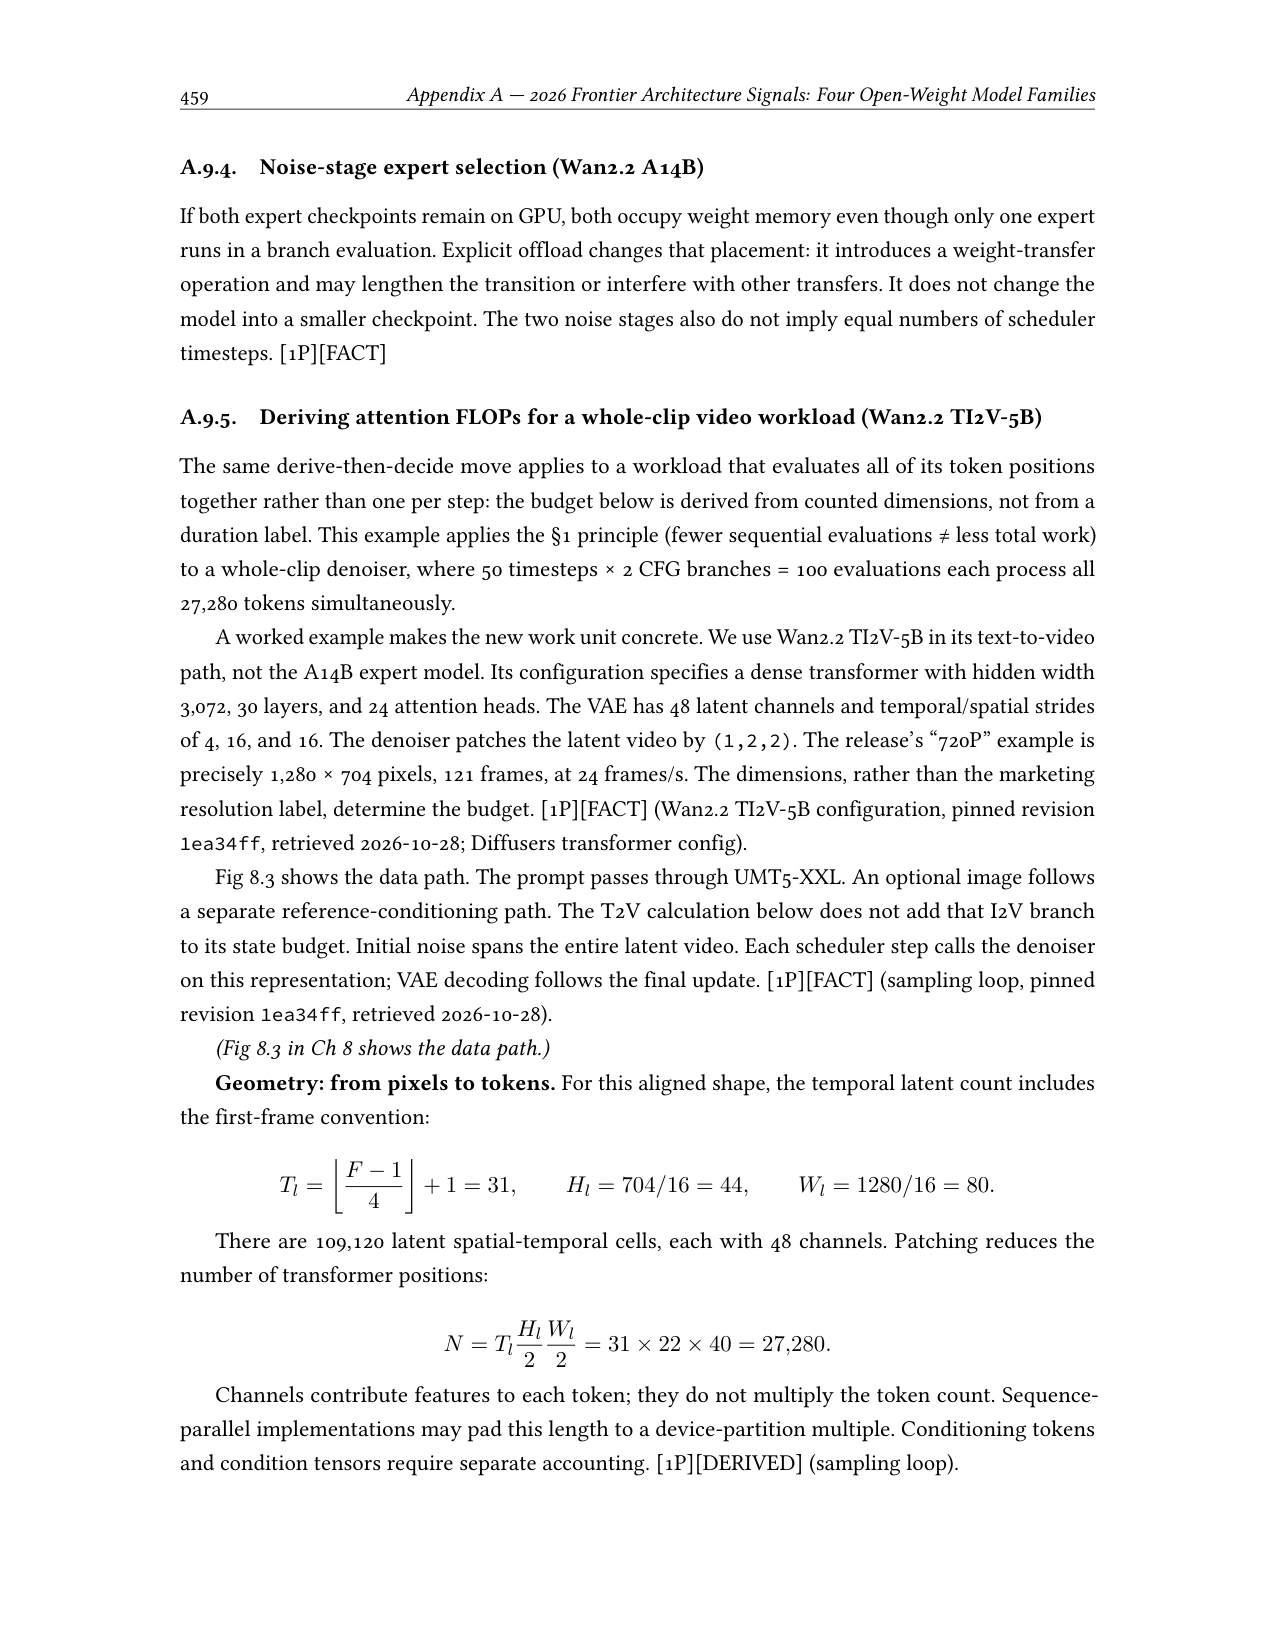 459 Appendix A — 2026 Frontier Architecture Signals: Four Open-Weight Model Families
A.9.4. Noise-stage expert selection (Wan2.2 A14B)
If both expert checkpoints remain on GPU, both occupy weight memory even though only one expert
runs in a branch evaluation. Explicit offload changes that placement: it introduces a weight-transfer
operation and may lengthen the transition or interfere with other transfers. It does not change the
model into a smaller checkpoint. The two noise stages also do not imply equal numbers of scheduler
timesteps. [1P][FACT]
A.9.5. Deriving attention FLOPs for a whole-clip video workload (Wan2.2 TI2V-5B)
The same derive-then-decide move applies to a workload that evaluates all of its token positions
together rather than one per step: the budget below is derived from counted dimensions, not from a
duration label. This example applies the §1 principle (fewer sequential evaluations ≠ less total work)
to a whole-clip denoiser, where 50 timesteps × 2 CFG branches = 100 evaluations each process all
27,280 tokens simultaneously.
A worked example makes the new work unit concrete. We use Wan2.2 TI2V-5B in its text-to-video
path, not the A14B expert model. Its configuration specifies a dense transformer with hidden width
3,072, 30 layers, and 24 attention heads. The VAE has 48 latent channels and temporal/spatial strides
of 4, 16, and 16. The denoiser patches the latent video by (1,2,2). The release's “720P” example is
precisely 1,280 × 704 pixels, 121 frames, at 24 frames/s. The dimensions, rather than the marketing
resolution label, determine the budget. [1P][FACT] (Wan2.2 TI2V-5B configuration, pinned revision
1ea34ff, retrieved 2026-10-28; Diffusers transformer config).
Fig 8.3 shows the data path. The prompt passes through UMT5-XXL. An optional image follows
a separate reference-conditioning path. The T2V calculation below does not add that I2V branch
to its state budget. Initial noise spans the entire latent video. Each scheduler step calls the denoiser
on this representation; VAE decoding follows the final update. [1P][FACT] (sampling loop, pinned
revision 1ea34ff, retrieved 2026-10-28).
(Fig 8.3 in Ch 8 shows the data path.)
Geometry: from pixels to tokens. For this aligned shape, the temporal latent count includes
the first-frame convention:
T_l = ⌊(F − 1)/4⌋ + 1 = 31, H_l = 704/16 = 44, W_l = 1280/16 = 80.
There are 109,120 latent spatial-temporal cells, each with 48 channels. Patching reduces the
number of transformer positions:
N = T_l (H_l/2) (W_l/2) = 31 × 22 × 40 = 27,280.
Channels contribute features to each token; they do not multiply the token count. Sequence-
parallel implementations may pad this length to a device-partition multiple. Conditioning tokens
and condition tensors require separate accounting. [1P][DERIVED] (sampling loop).